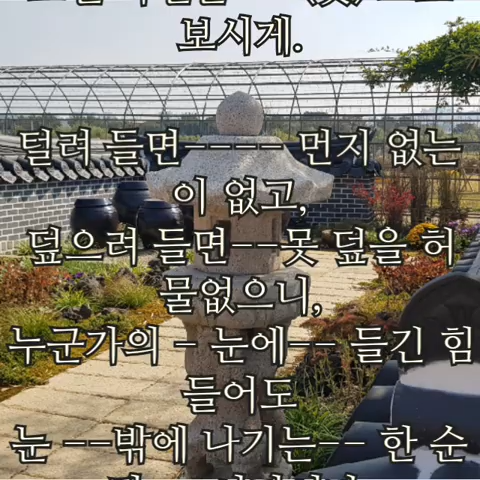 보시게.
털려 들면---- 먼지 없는
이 없고,
덮으려 들면--못 덮을 허
물없으니,
누군가의 - 눈에-- 들긴 힘
들어도
눈 --밖에 나기는-- 한 순